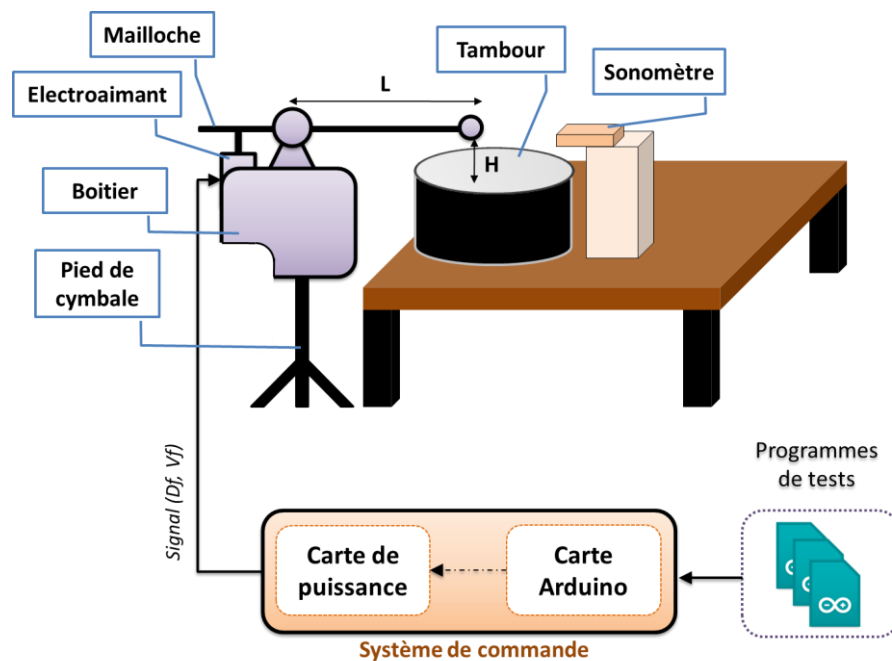 Mailloche
Electroaimant
Boitier
Pied de
cymbale
L
H
Tambour
Sonomètre
Signal (Df, Vf)
Programmes
de tests
Carte de
puissance
Carte
Arduino
Système de commande